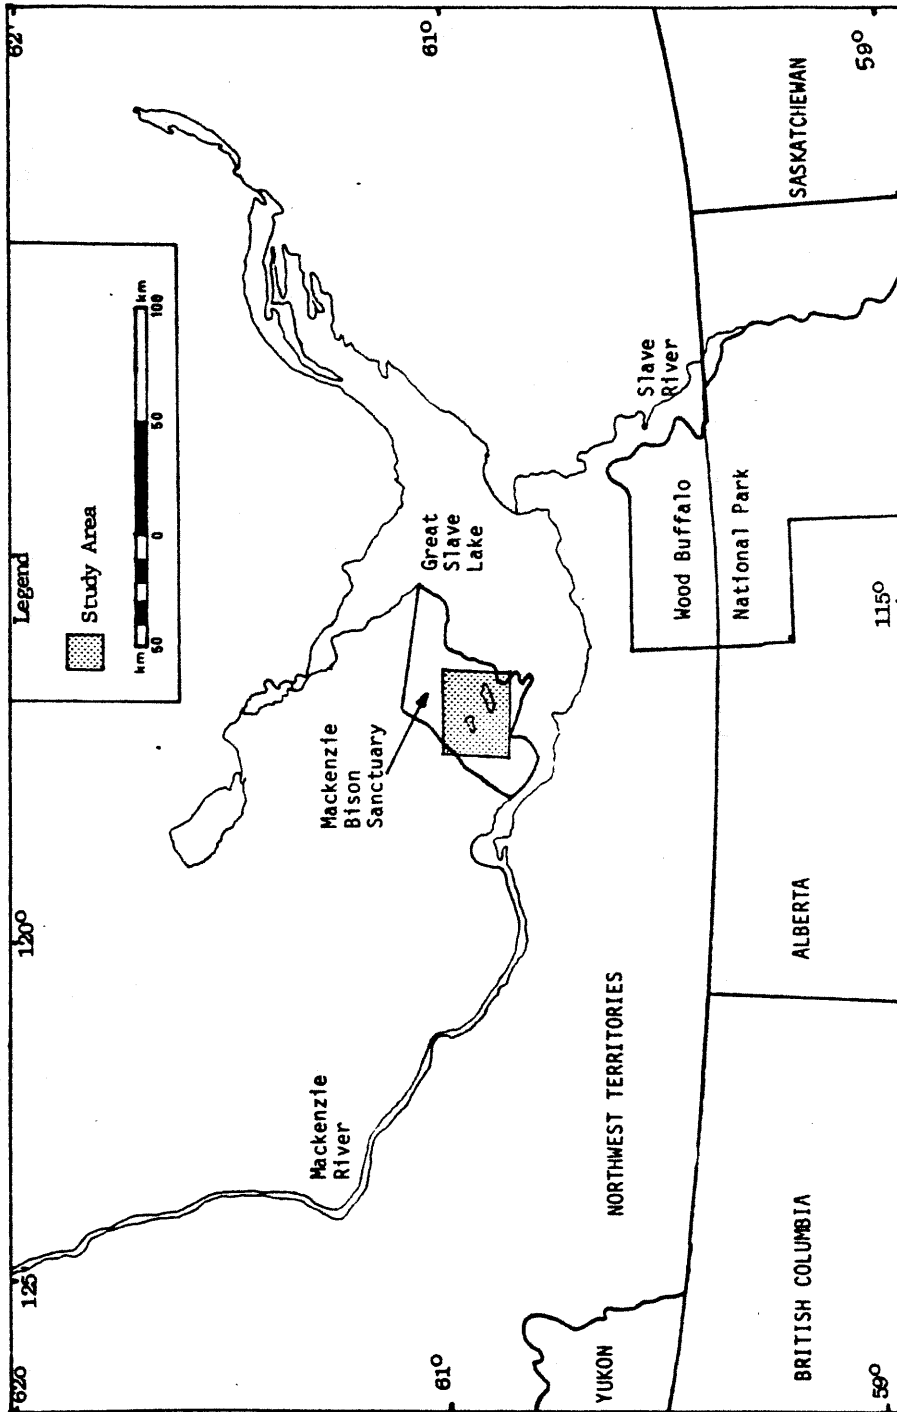 62°
125
120°
Legend
62'
Study Area
km
50
0
50
100
km
Mackenzie
River
Mackenzie
Bison
Sanctuary
Great
Slave
Lake
61°
61°
Slave
River
Wood Buffalo
National Park
NORTHWEST TERRITORIES
YUKON
BRITISH COLUMBIA
ALBERTA
SASKATCHEWAN
59°
115°
59°